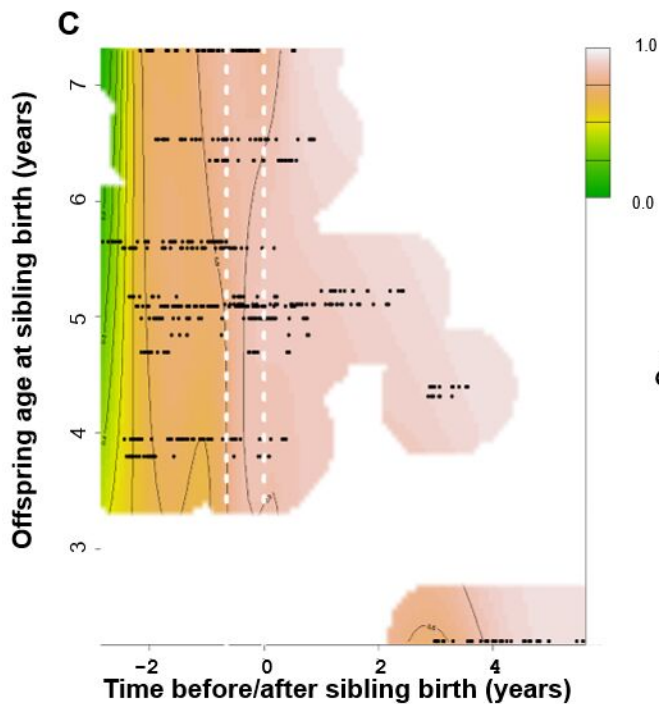 C
1.0
0.0
Offspring age at sibling birth (years)
7
6
5
4
3
-2 0 2 4
Time before/after sibling birth (years)